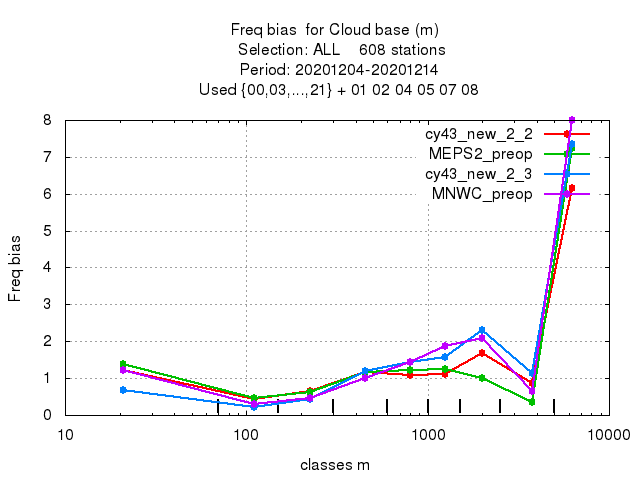 Freq bias  for Cloud base (m)
Selection: ALL    608 stations
Period: 20201204-20201214
Used {00,03,...,21} + 01 02 04 05 07 08
8
7
6
5
4
3
2
1
0
Freq bias
cy43_new_2_2
MEPS2_preop
cy43_new_2_3
MNWC_preop
10 100 1000 10000
classes m